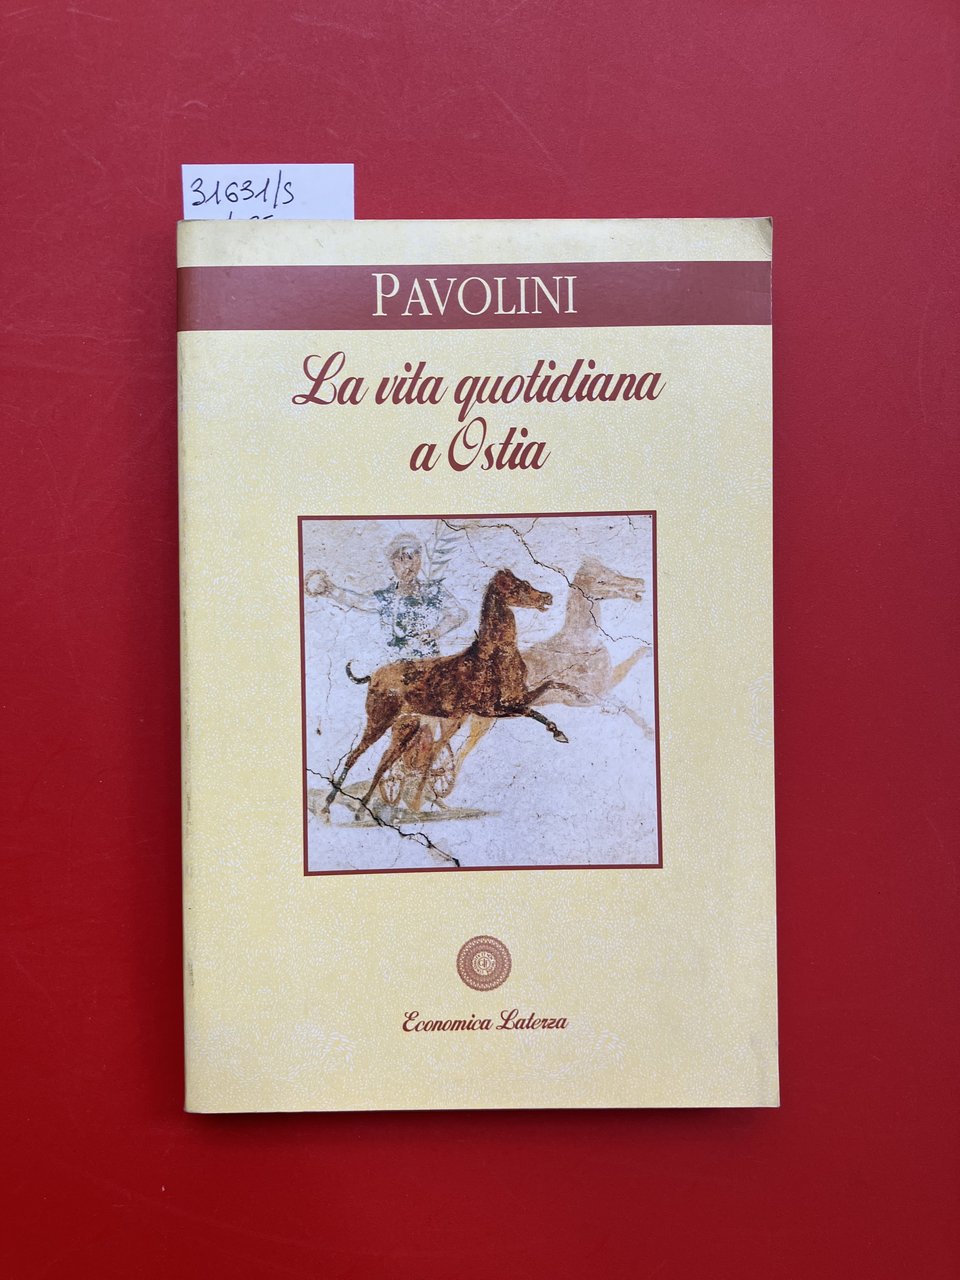 31631/S
PAVOLINI
La vita quotidiana
a Ostia
Economica Laterza